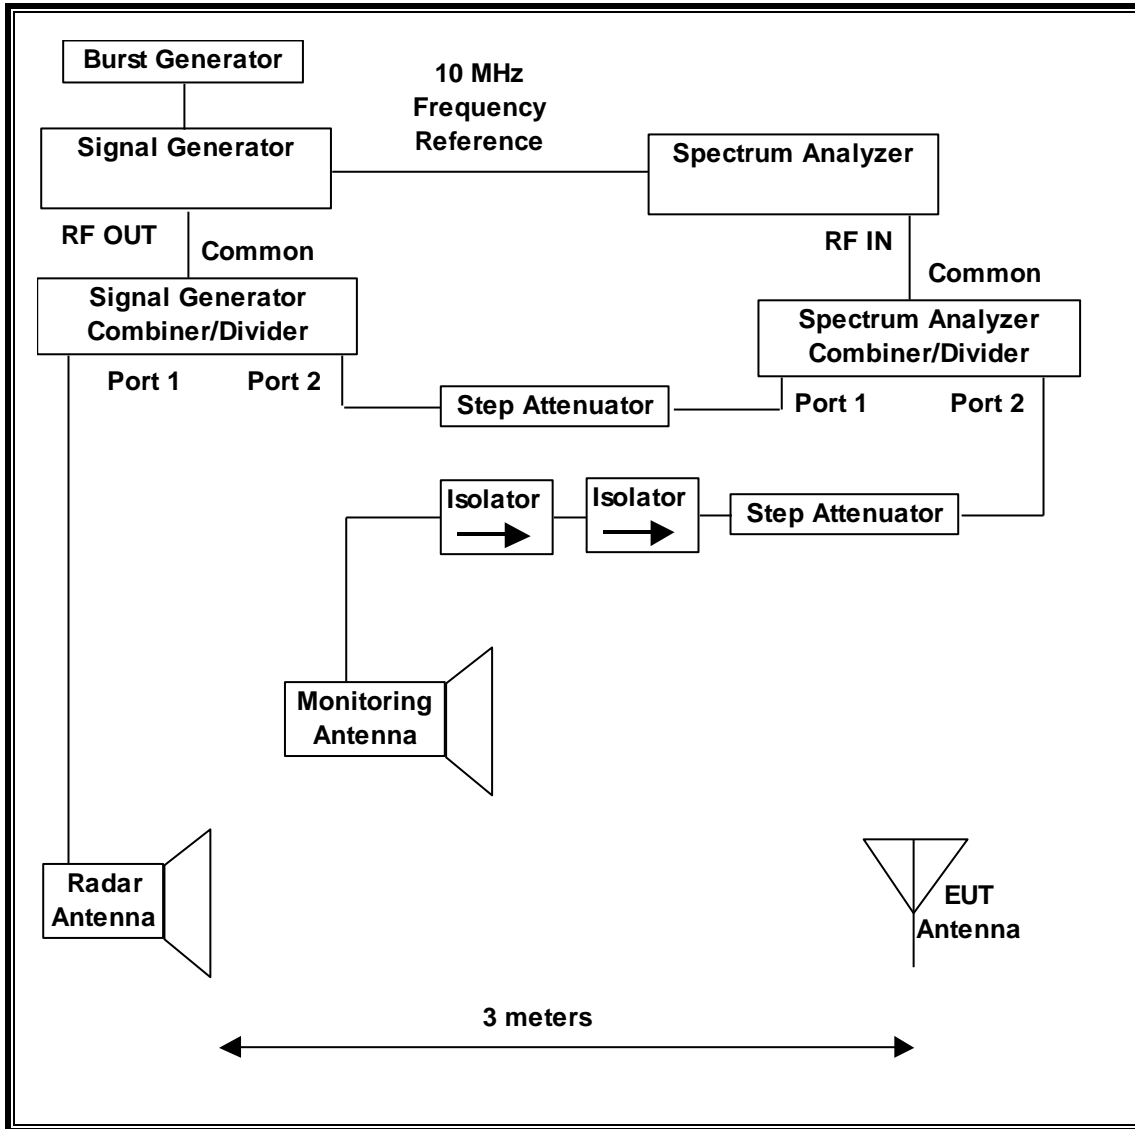 Burst Generator
10 MHz
Frequency
Reference
Signal Generator
Spectrum Analyzer
RF OUT
Common
RF IN
Common
Signal Generator
Combiner/Divider
Spectrum Analyzer
Combiner/Divider
Port 1
Port 2
Step Attenuator
Port 1
Port 2
Isolator
Isolator
Step Attenuator
Monitoring
Antenna
Radar
Antenna
EUT
Antenna
3 meters